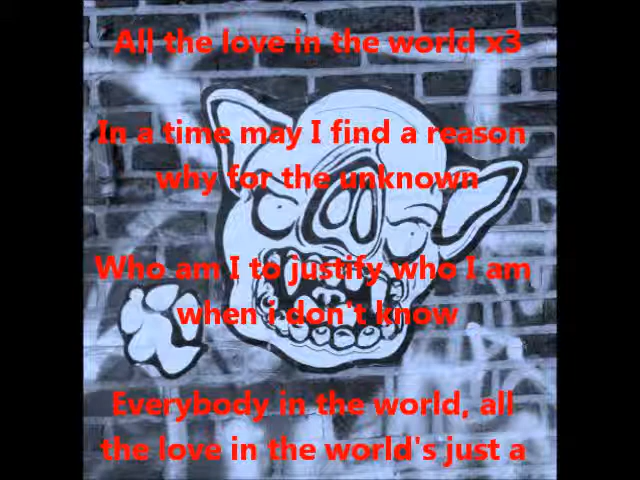 All the love in the world x3
In a time may I find a reason
why for the unknown
Who am I to justify who I am
when i don't know
Everybody in the world, all
the love in the world's just a